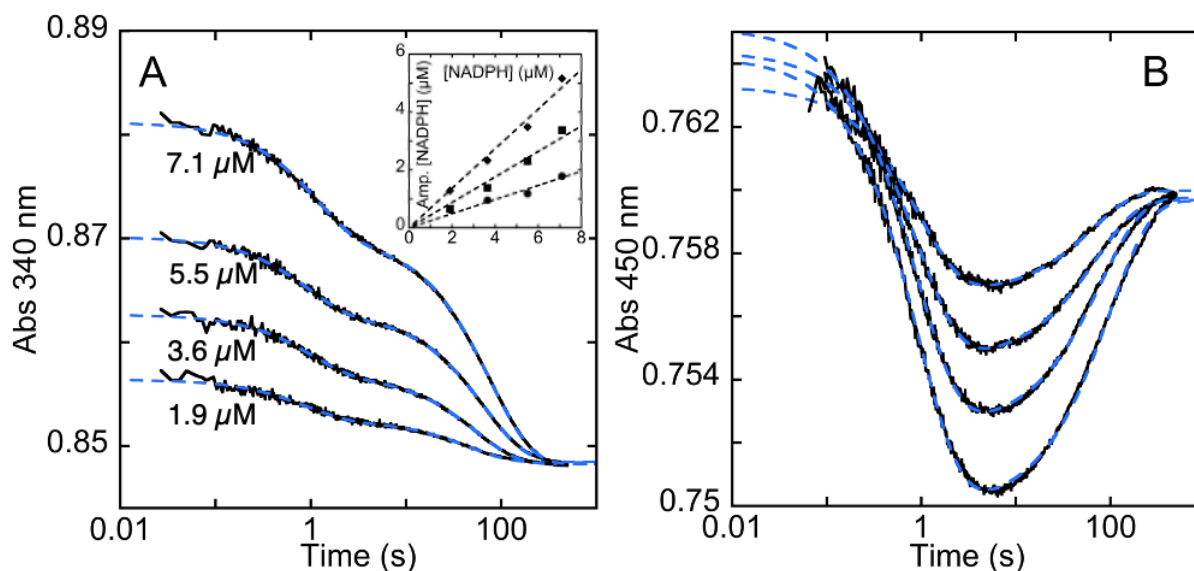 0.89
0.87
0.85
Abs 340 nm
A
7.1 µM
5.5 µM
3.6 µM
1.9 µM
6
4
2
0
Amp. [NADPH] (µM)
[NADPH] (µM)
0 2 4 6 8
0.01 1 100
Time (s)
B
0.762
0.758
0.754
0.75
Abs 450 nm
0.01 1 100
Time (s)